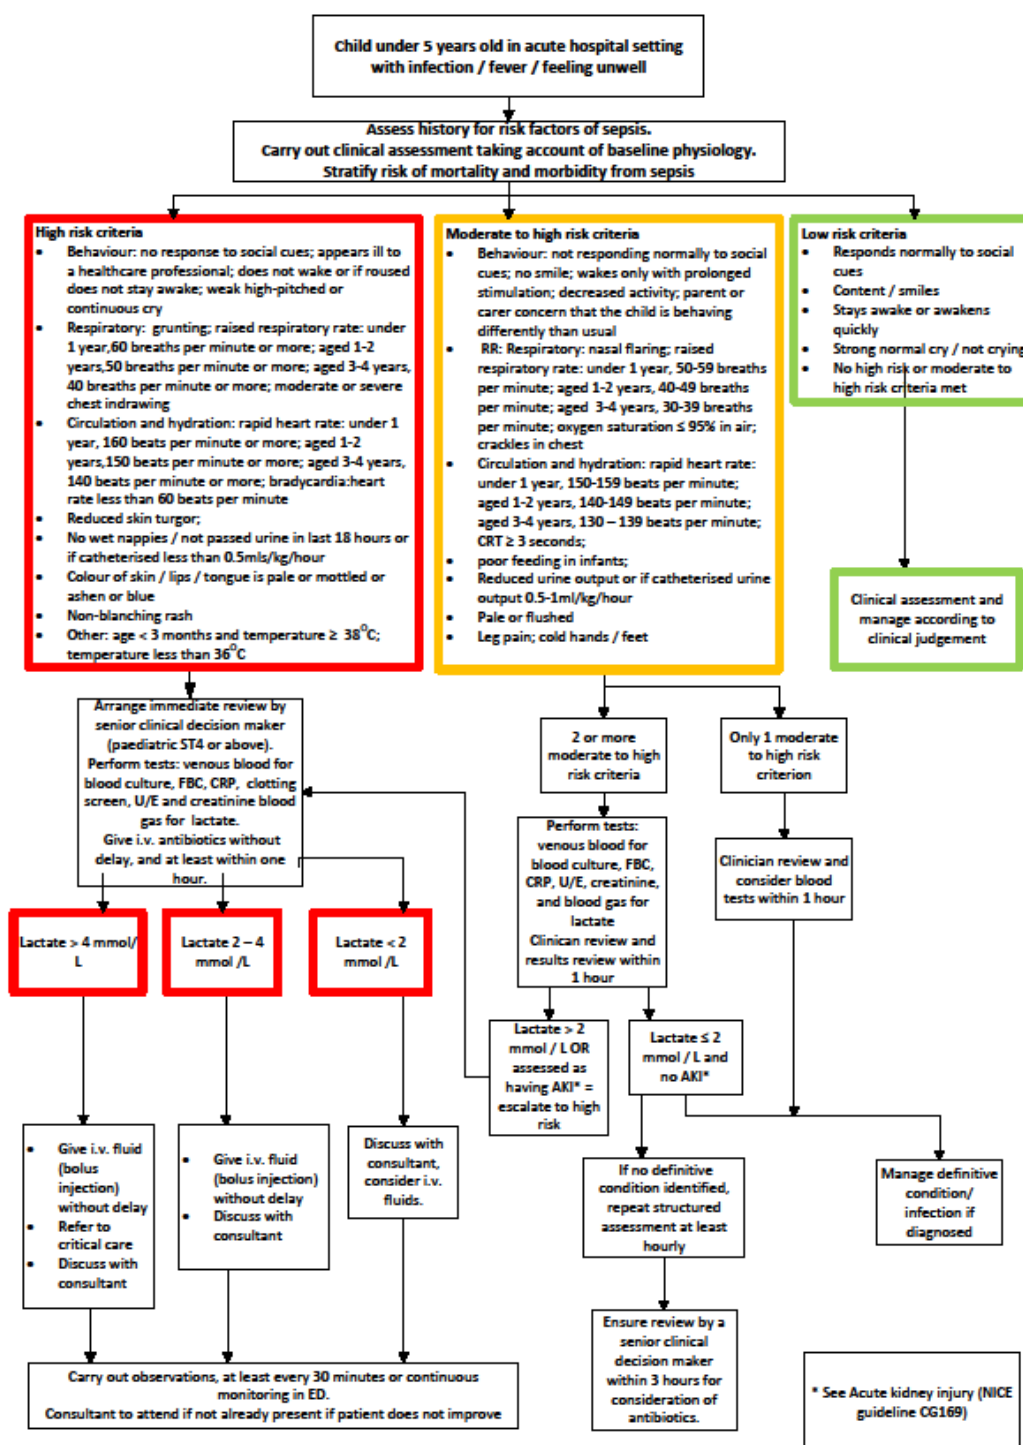 Child under 5 years old in acute hospital setting
with infection / fever / feeling unwell
Assess history for risk factors of sepsis.
Carry out clinical assessment taking account of baseline physiology.
Stratify risk of mortality and morbidity from sepsis
High risk criteria
• Behaviour: no response to social cues; appears ill to
a healthcare professional; does not wake or if roused
does not stay awake; weak high-pitched or
continuous cry
• Respiratory: grunting; raised respiratory rate: under
1 year,60 breaths per minute or more; aged 1-2
years,50 breaths per minute or more; aged 3-4 years,
40 breaths per minute or more; moderate or severe
chest indrawing
• Circulation and hydration: rapid heart rate: under 1
year, 160 beats per minute or more; aged 1-2
years,150 beats per minute or more; aged 3-4 years,
140 beats per minute or more; bradycardia:heart
rate less than 60 beats per minute
• Reduced skin turgor;
• No wet nappies / not passed urine in last 18 hours or
if catheterised less than 0.5mls/kg/hour
• Colour of skin / lips / tongue is pale or mottled or
ashen or blue
• Non-blanching rash
• Other: age < 3 months and temperature ≥ 38°C;
temperature less than 36°C
Moderate to high risk criteria
• Behaviour: not responding normally to social
cues; no smile; wakes only with prolonged
stimulation; decreased activity; parent or
carer concern that the child is behaving
differently than usual
• RR: Respiratory: nasal flaring; raised
respiratory rate: under 1 year, 50-59 breaths
per minute; aged 1-2 years, 40-49 breaths
per minute; aged 3-4 years, 30-39 breaths
per minute; oxygen saturation ≤ 95% in air;
crackles in chest
• Circulation and hydration: rapid heart rate:
under 1 year, 150-159 beats per minute;
aged 1-2 years, 140-149 beats per minute;
aged 3-4 years, 130 – 139 beats per minute;
CRT ≥ 3 seconds;
• poor feeding in infants;
• Reduced urine output or if catheterised urine
output 0.5-1ml/kg/hour
• Pale or flushed
• Leg pain; cold hands / feet
Low risk criteria
• Responds normally to social
cues
• Content / smiles
• Stays awake or awakens
quickly
• Strong normal cry / not crying
• No high risk or moderate to
high risk criteria met
Clinical assessment and
manage according to
clinical judgement
Arrange immediate review by
senior clinical decision maker
(paediatric ST4 or above).
Perform tests: venous blood for
blood culture, FBC, CRP, clotting
screen, U/E and creatinine blood
gas for lactate.
Give i.v. antibiotics without
delay, and at least within one
hour.
2 or more
moderate to high
risk criteria
Only 1 moderate
to high risk
criterion
Perform tests:
venous blood for
blood culture, FBC,
CRP, U/E, creatinine,
and blood gas for
lactate
Clinican review and
results review within
1 hour
Clinician review and
consider blood
tests within 1 hour
Lactate > 4 mmol/
L
Lactate 2 – 4
mmol /L
Lactate < 2
mmol /L
Lactate > 2
mmol / L OR
assessed as
having AKI* =
escalate to high
risk
Lactate ≤ 2
mmol / L and
no AKI*
• Give i.v. fluid
(bolus
injection)
without delay
• Refer to
critical care
• Discuss with
consultant
• Give i.v. fluid
(bolus injection)
without delay
• Discuss with
consultant
Discuss with
consultant,
consider i.v.
fluids.
If no definitive
condition identified,
repeat structured
assessment at least
hourly
Manage definitive
condition/
infection if
diagnosed
Carry out observations, at least every 30 minutes or continuous
monitoring in ED.
Consultant to attend if not already present if patient does not improve
Ensure review by a
senior clinical
decision maker
within 3 hours for
consideration of
antibiotics.
* See Acute kidney injury (NICE
guideline CG169)